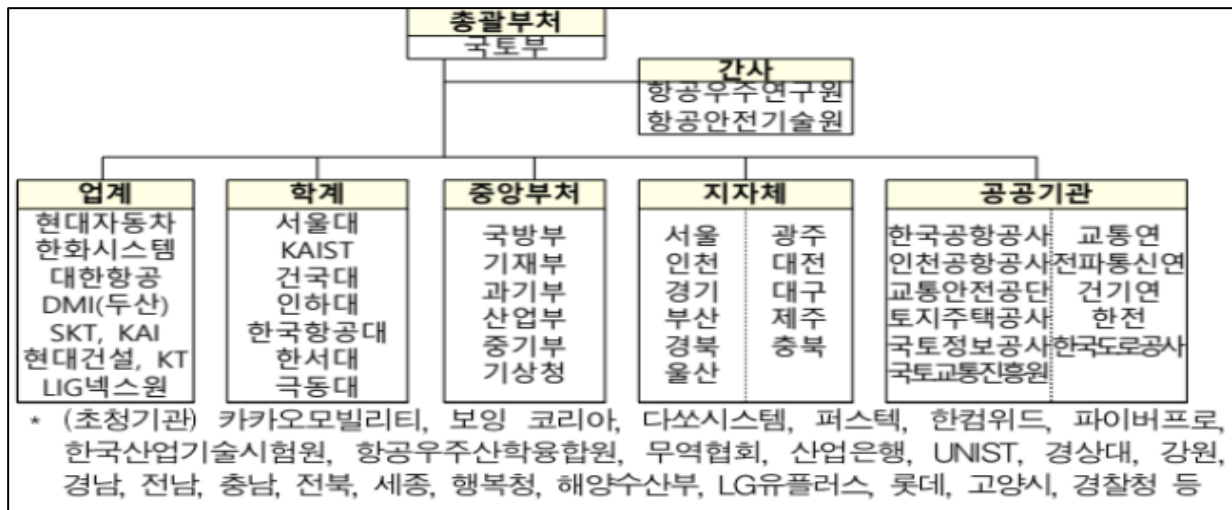 총괄부처
국토부
간사
항공우주연구원
항공안전기술원
업계
현대자동차
한화시스템
대한항공
DMI(두산)
SKT, KAI
현대건설, KT
LIG넥스원
학계
서울대
KAIST
건국대
인하대
한국항공대
한서대
극동대
중앙부처
국방부
기재부
과기부
산업부
중기부
기상청
지자체
서울 광주
인천 대전
경기 대구
부산 제주
경북 충북
울산
공공기관
한국공항공사 교통연
인천공항공사 전파통신연
교통안전공단 건기연
토지주택공사 한전
국토정보공사 한국도로공사
국토교통진흥원
* (초청기관) 카카오모빌리티, 보잉 코리아, 다쏘시스템, 퍼스텍, 한컴위드, 파이버프로,
한국산업기술시험원, 항공우주산학융합원, 무역협회, 산업은행, UNIST, 경상대, 강원,
경남, 전남, 충남, 전북, 세종, 행복청, 해양수산부, LG유플러스, 롯데, 고양시, 경찰청 등